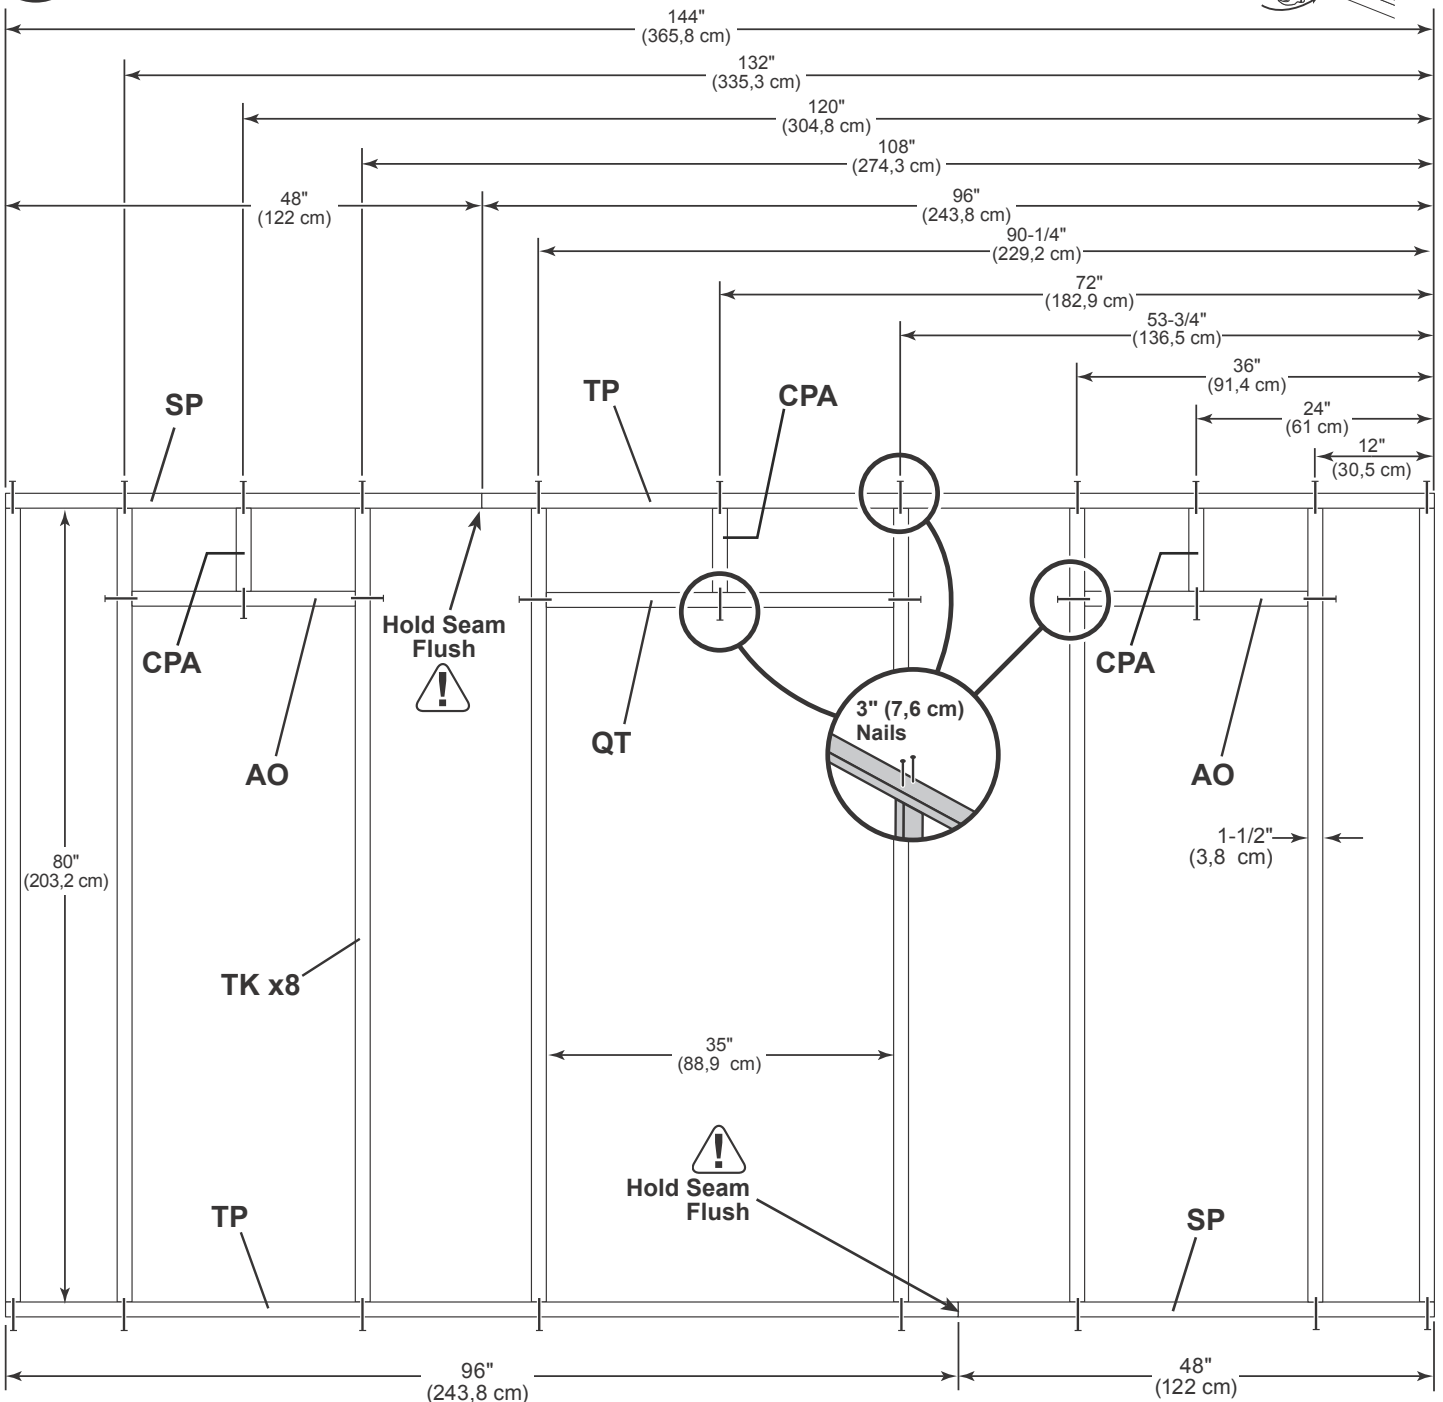 144"
(365,8 cm)
132"
(335,3 cm)
120"
(304,8 cm)
108"
(274,3 cm)
48"
(122 cm)
96"
(243,8 cm)
90-1/4"
(229,2 cm)
72"
(182,9 cm)
53-3/4"
(136,5 cm)
36"
(91,4 cm)
24"
(61 cm)
12"
(30,5 cm)
SP
TP
CPA
CPA
Hold Seam
Flush
!
CPA
AO
QT
3" (7,6 cm)
Nails
AO
1-1/2"
(3,8 cm)
80"
(203,2 cm)
TK x8
35"
(88,9 cm)
!
Hold Seam
Flush
TP
SP
96"
(243,8 cm)
48"
(122 cm)